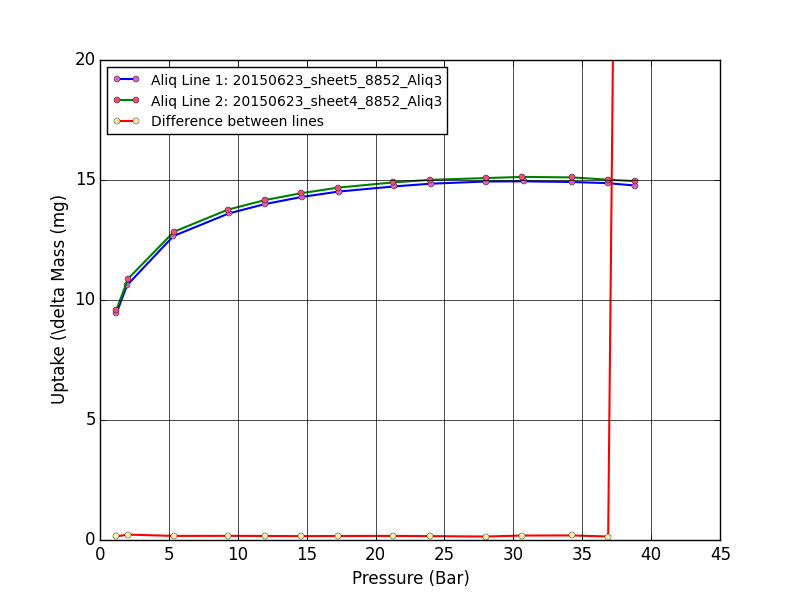 Aliq Line 1: 20150623_sheet5_8852_Aliq3
Aliq Line 2: 20150623_sheet4_8852_Aliq3
Difference between lines
20
15
10
5
0
Uptake (\delta Mass (mg)
0 5 10 15 20 25 30 35 40 45
Pressure (Bar)